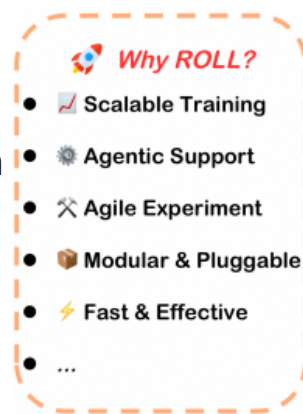 🚀 Why ROLL?
● 📈 Scalable Training
● ⚙️ Agentic Support
● ⚒️ Agile Experiment
● 📦 Modular & Pluggable
● ⚡ Fast & Effective
● ...